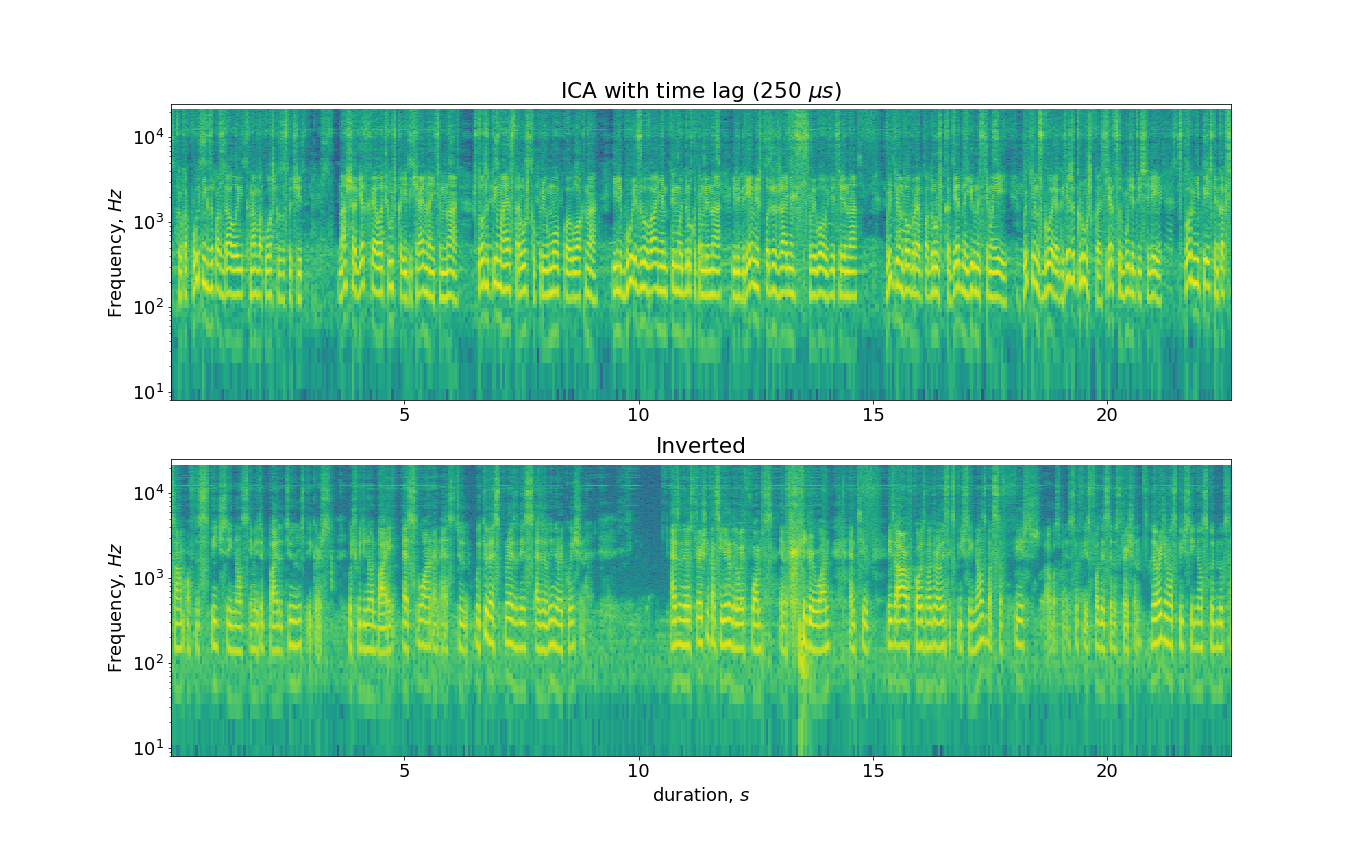 ICA with time lag (250 μs)
Frequency, Hz
10⁴
10³
10²
10¹
5 10 15 20
Inverted
Frequency, Hz
10⁴
10³
10²
10¹
5 10 15 20
duration, s